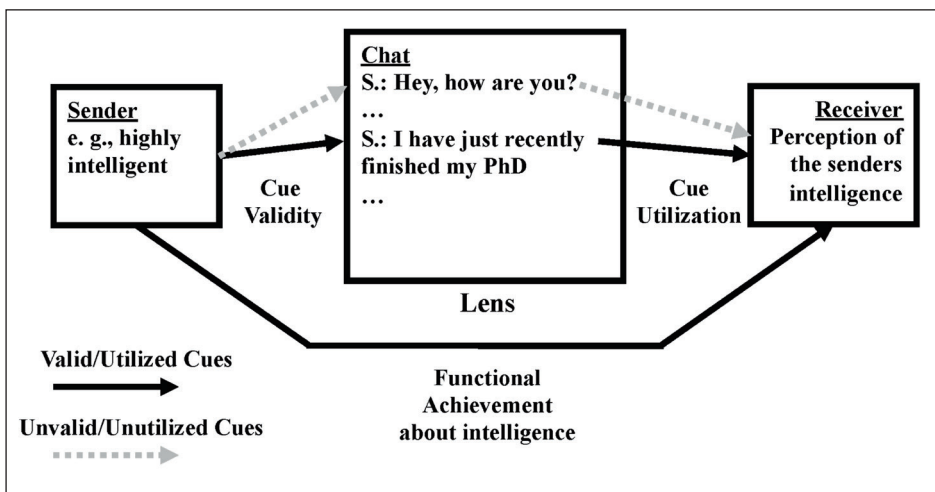 Sender
e. g., highly
intelligent
Cue
Validity
Chat
S.: Hey, how are you?
...
S.: I have just recently
finished my PhD
...
Lens
Cue
Utilization
Receiver
Perception of
the senders
intelligence
Valid/Utilized Cues
Unvalid/Unutilized Cues
Functional
Achievement
about intelligence